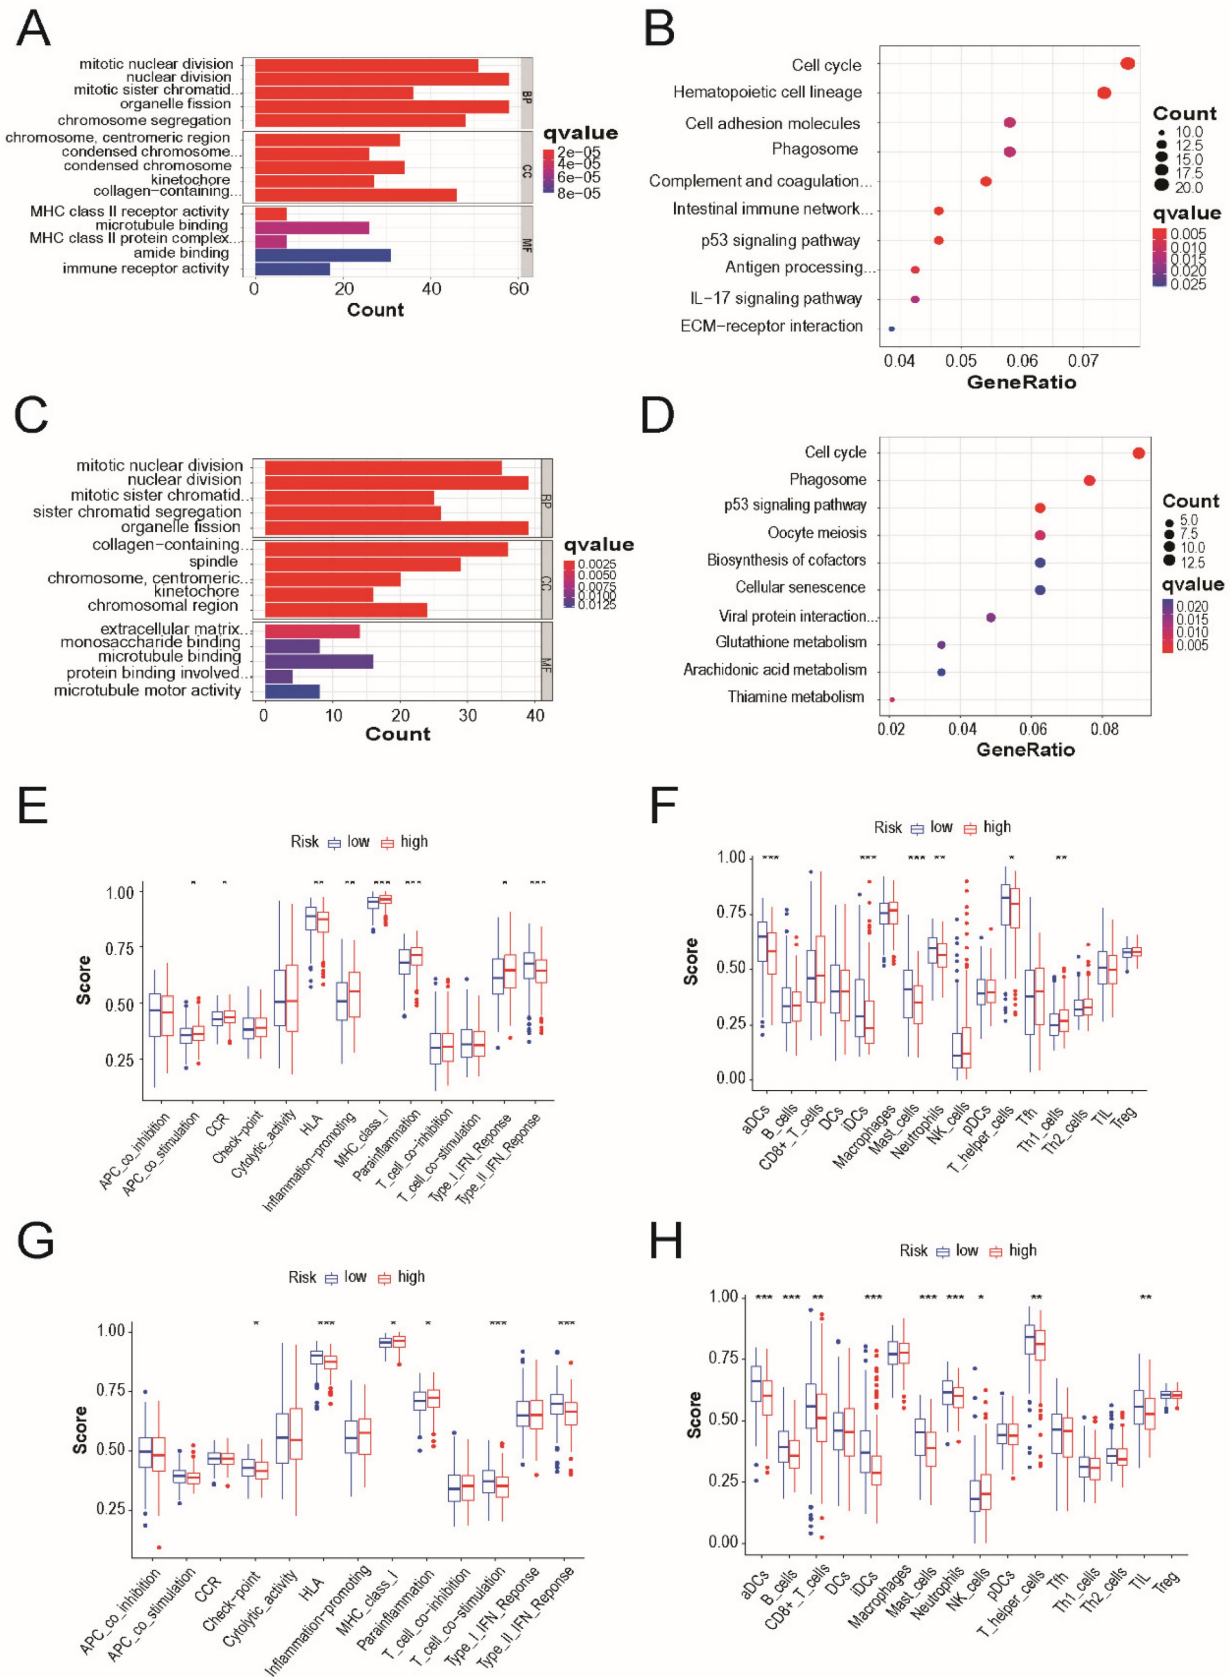 A
mitotic nuclear division
nuclear division
mitotic sister chromatid...
organelle fission
chromosome segregation
chromosome, centromeric region
condensed chromosome...
condensed chromosome
kinetochore
collagen-containing...
MHC class II receptor activity
microtubule binding
MHC class II protein complex...
amide binding
immune receptor activity
BP
CC
MF
0 20 40 60
Count
qvalue
2e-05
4e-05
6e-05
8e-05
B
Cell cycle
Hematopoietic cell lineage
Cell adhesion molecules
Phagosome
Complement and coagulation...
Intestinal immune network...
p53 signaling pathway
Antigen processing...
IL-17 signaling pathway
ECM-receptor interaction
0.04 0.05 0.06 0.07
GeneRatio
Count
10.0
12.5
15.0
17.5
20.0
qvalue
0.005
0.010
0.015
0.020
0.025
C
mitotic nuclear division
nuclear division
mitotic sister chromatid...
sister chromatid segregation
organelle fission
collagen-containing...
spindle
chromosome, centromeric...
kinetochore
chromosomal region
extracellular matrix...
monosaccharide binding
microtubule binding
protein binding involved...
microtubule motor activity
BP
CC
MF
0 10 20 30 40
Count
qvalue
0.0025
0.0050
0.0075
0.0100
0.0125
D
Cell cycle
Phagosome
p53 signaling pathway
Oocyte meiosis
Biosynthesis of cofactors
Cellular senescence
Viral protein interaction...
Glutathione metabolism
Arachidonic acid metabolism
Thiamine metabolism
0.02 0.04 0.06 0.08
GeneRatio
Count
5.0
7.5
10.0
12.5
qvalue
0.020
0.015
0.010
0.005
E
Risk low high
* * ** ** *** *** * ***
1.00
0.75
0.50
0.25
Score
APC_co_inhibition
APC_co_stimulation
CCR
Check-point
Cytolytic_activity
HLA
Inflammation-promoting
MHC_class_I
Parainflammation
T_cell_co-inhibition
T_cell_co-stimulation
Type_I_IFN_Reponse
Type_II_IFN_Reponse
F
Risk low high
*** *** *** ** * **
1.00
0.75
0.50
0.25
0.00
Score
aDCs
B_cells
CD8+_T_cells
DCs
iDCs
Macrophages
Mast_cells
Neutrophils
NK_cells
pDCs
T_helper_cells
Tfh
Th1_cells
Th2_cells
TIL
Treg
G
Risk low high
* *** * * *** ***
1.00
0.75
0.50
0.25
Score
APC_co_inhibition
APC_co_stimulation
CCR
Check-point
Cytolytic_activity
HLA
Inflammation-promoting
MHC_class_I
Parainflammation
T_cell_co-inhibition
T_cell_co-stimulation
Type_I_IFN_Reponse
Type_II_IFN_Reponse
H
Risk low high
*** *** ** *** *** *** * ** **
1.00
0.75
0.50
0.25
0.00
Score
aDCs
B_cells
CD8+_T_cells
DCs
iDCs
Macrophages
Mast_cells
Neutrophils
NK_cells
pDCs
T_helper_cells
Tfh
Th1_cells
Th2_cells
TIL
Treg